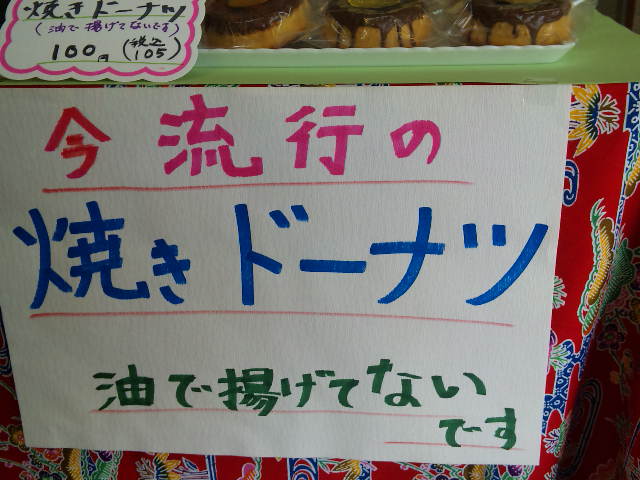 焼きドーナツ
(油で揚げてないです)
100円 (税込105)
今流行の
焼きドーナツ
油で揚げてない
です